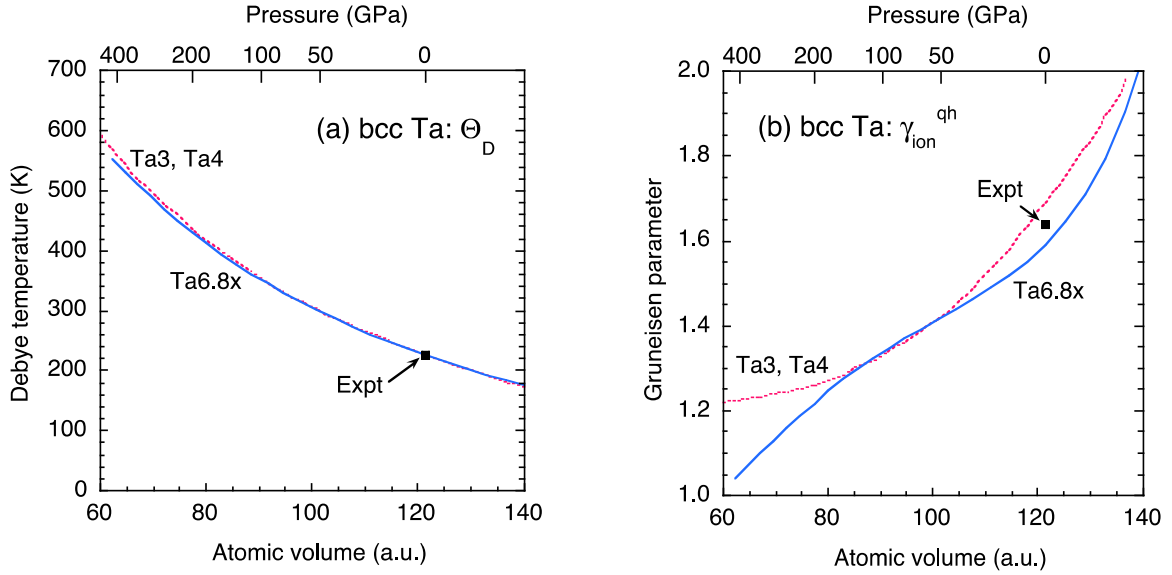 Pressure (GPa)
400 200 100 50 0
700
600
500
400
300
200
100
0
Debye temperature (K)
(a) bcc Ta: Θ_D
Ta3, Ta4
Ta6.8x
Expt
60 80 100 120 140
Atomic volume (a.u.)
Pressure (GPa)
400 200 100 50 0
2.0
1.8
1.6
1.4
1.2
1.0
Gruneisen parameter
(b) bcc Ta: γ_ion^qh
Expt
Ta6.8x
Ta3, Ta4
60 80 100 120 140
Atomic volume (a.u.)